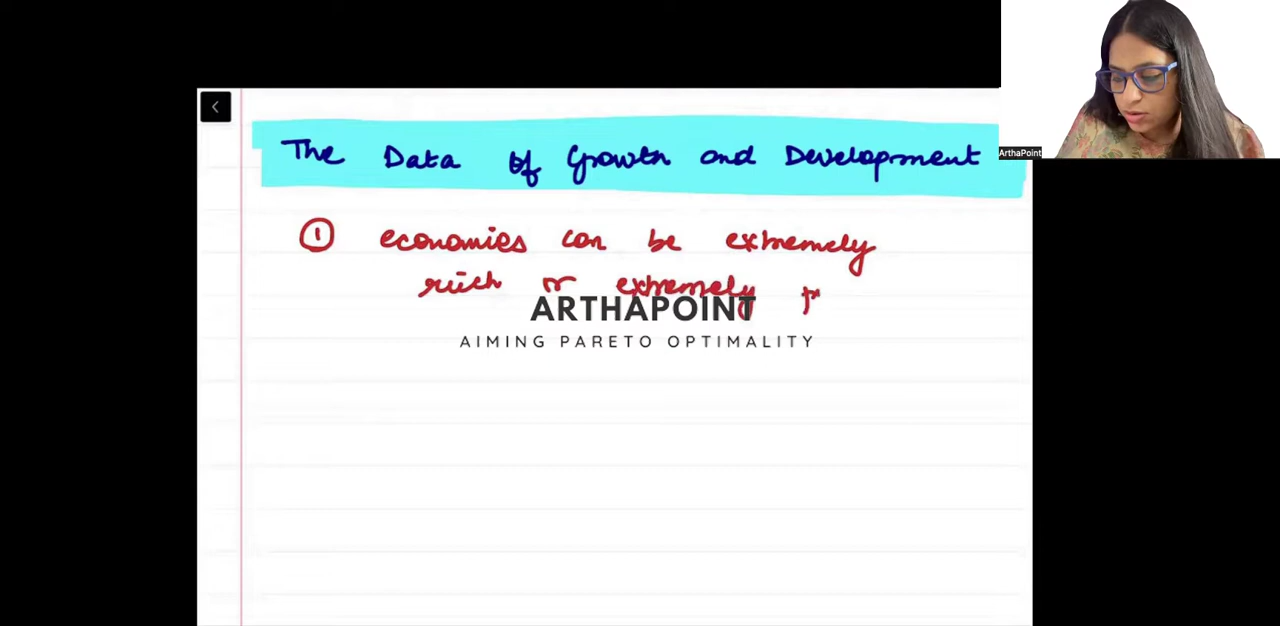 The Data of Growth and Development
① economies can be extremely
rich or extremely p
ARTHAPOINT
AIMING PARETO OPTIMALITY
ArthaPoint